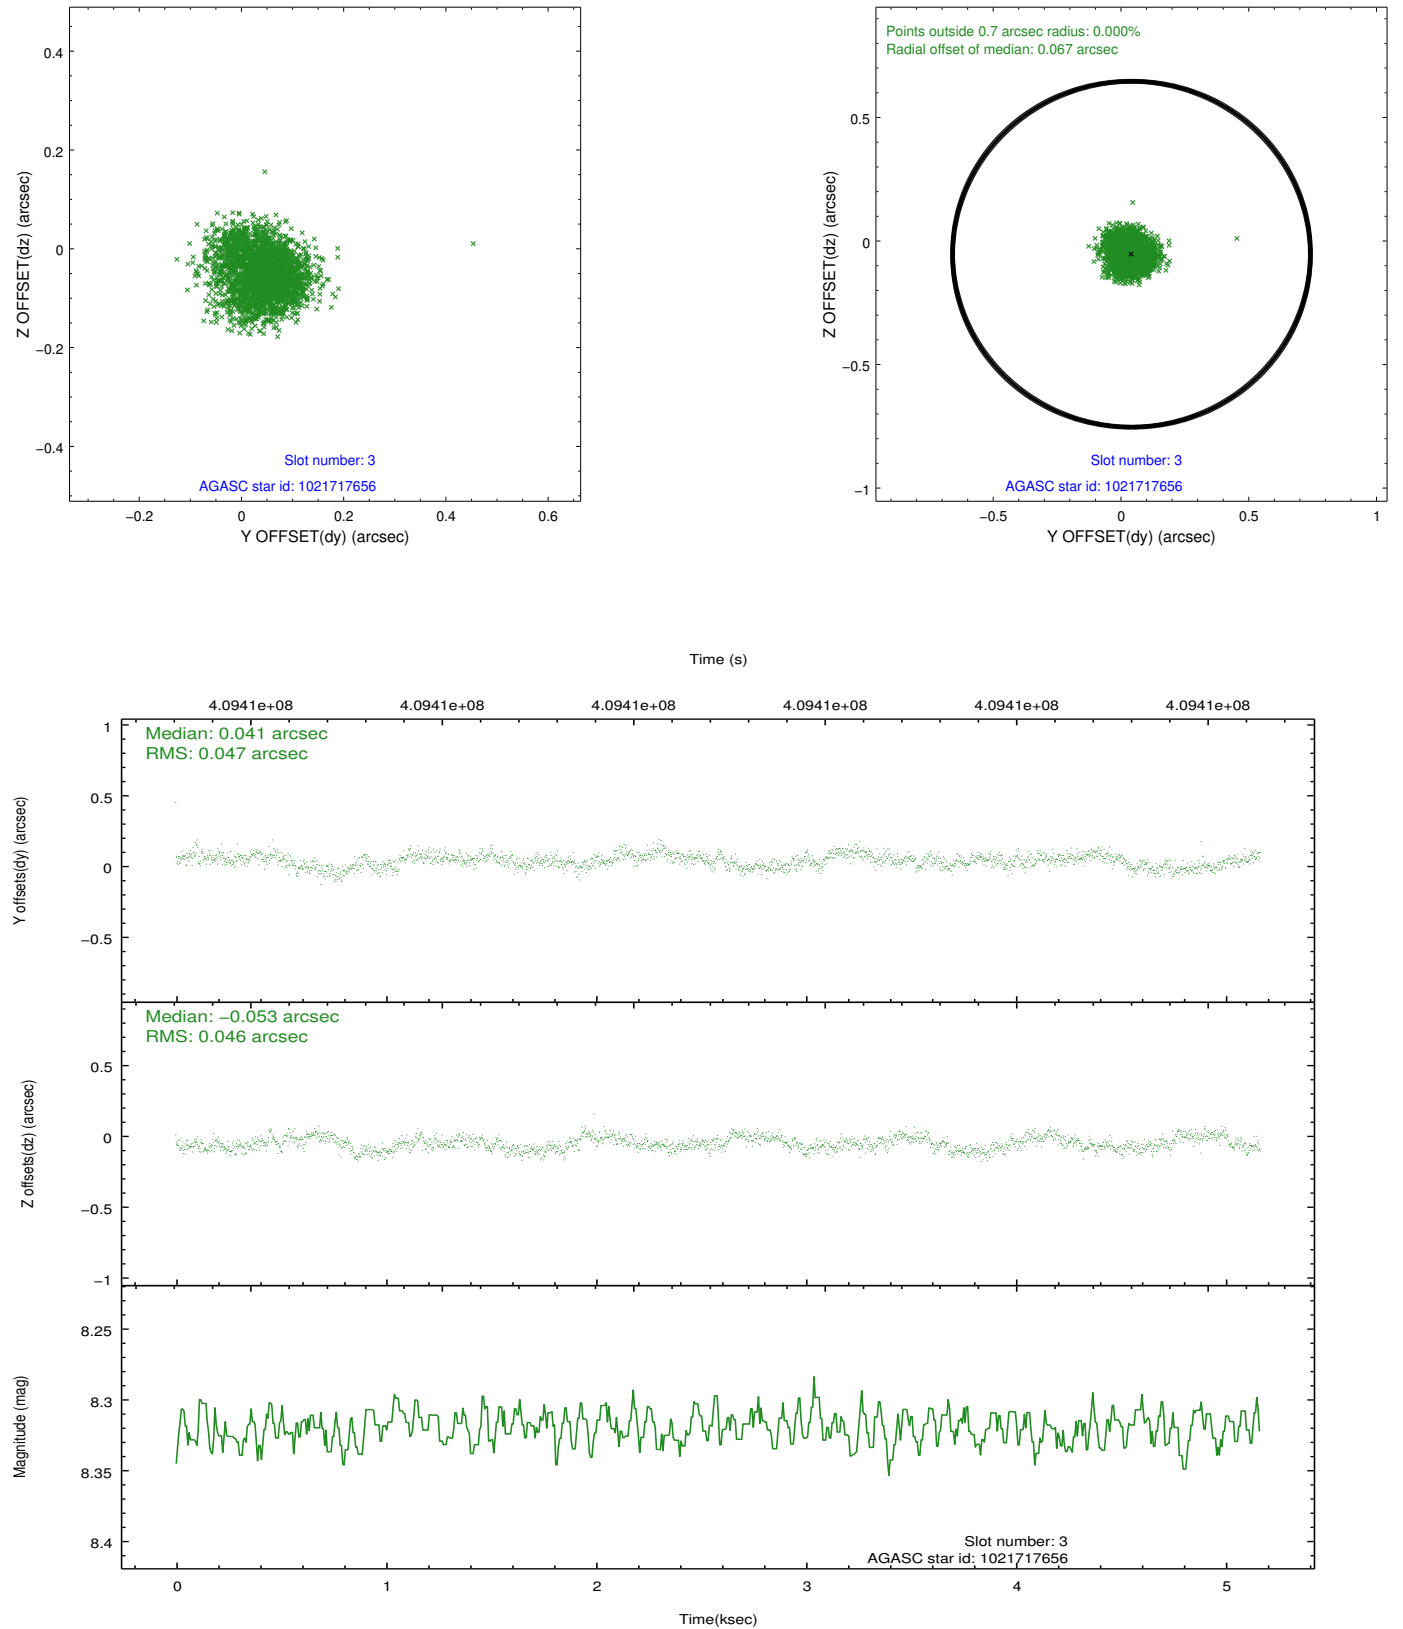 0.4
0.2
0
−0.2
−0.4
Z OFFSET(dz) (arcsec)
Slot number: 3
AGASC star id: 1021717656
−0.2 0 0.2 0.4 0.6
Y OFFSET(dy) (arcsec)
Points outside 0.7 arcsec radius: 0.000%
Radial offset of median: 0.067 arcsec
0.5
0
−0.5
−1
Z OFFSET(dz) (arcsec)
Slot number: 3
AGASC star id: 1021717656
−0.5 0 0.5 1
Y OFFSET(dy) (arcsec)
Time (s)
4.0941e+08 4.0941e+08 4.0941e+08 4.0941e+08 4.0941e+08 4.0941e+08
Median: 0.041 arcsec
RMS: 0.047 arcsec
1
0.5
0
−0.5
Y offsets(dy) (arcsec)
Median: −0.053 arcsec
RMS: 0.046 arcsec
0.5
0
−0.5
−1
Z offsets(dz) (arcsec)
8.25
8.3
8.35
8.4
Magnitude (mag)
Slot number: 3
AGASC star id: 1021717656
0 1 2 3 4 5
Time(ksec)